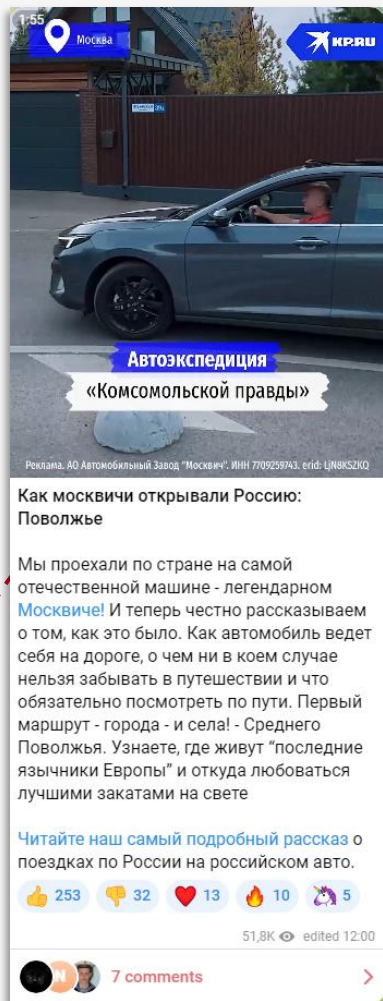 1:55
Москва
KP.RU
Автоэкспедиция
«Комсомольской правды»
Реклама. АО Автомобильный Завод "Москвич". ИНН 7709259743. erid: LjN8KSZKQ
Как москвичи открывали Россию:
Поволжье
Мы проехали по стране на самой
отечественной машине - легендарном
Москвиче! И теперь честно рассказываем
о том, как это было. Как автомобиль ведет
себя на дороге, о чем ни в коем случае
нельзя забывать в путешествии и что
обязательно посмотреть по пути. Первый
маршрут - города - и села! - Среднего
Поволжья. Узнаете, где живут “последние
язычники Европы” и откуда любоваться
лучшими закатами на свете
Читайте наш самый подробный рассказ о
поездках по России на российском авто.
👍 253 👎 32 ❤️ 13 🔥 10 🦄 5
51,8K edited 12:00
N 7 comments